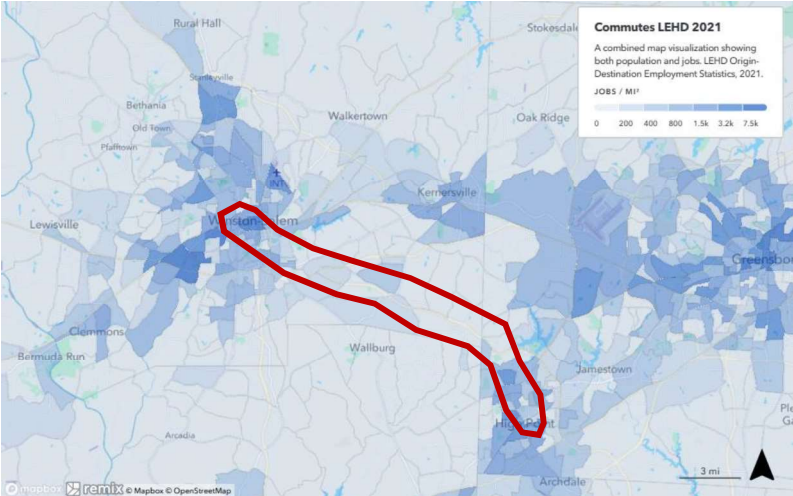 Commutes LEHD 2021
A combined map visualization showing
both population and jobs. LEHD Origin-
Destination Employment Statistics, 2021.
JOBS / MI²
0 200 400 800 1.5k 3.2k 7.5k
Rural Hall
Stokesdale
Stanleyville
Bethania
Walkertown
Oak Ridge
Old Town
Pfafftown
INT
Kernersville
Lewisville
Winston-Salem
Greensbor
Clemmons
Wallburg
Bermuda Run
Jamestown
High Point
Arcadia
3 mi
Archdale
mapbox remix © Mapbox © OpenStreetMap